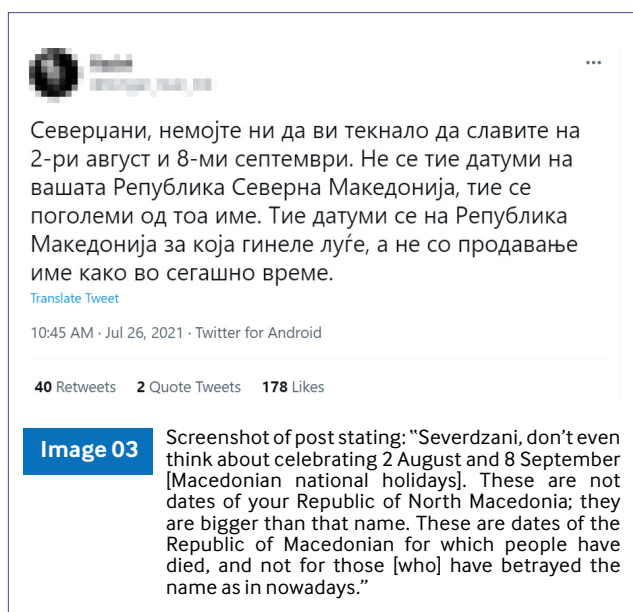 Северџани, немојте ни да ви текнало да славите на
2-ри август и 8-ми септември. Не се тие датуми на
вашата Република Северна Македонија, тие се
поголеми од тоа име. Тие датуми се на Република
Македонија за која гинеле луѓе, а не со продавање
име како во сегашно време.
Translate Tweet
10:45 AM · Jul 26, 2021 · Twitter for Android
40 Retweets 2 Quote Tweets 178 Likes
Image 03
Screenshot of post stating: “Severdzani, don’t even
think about celebrating 2 August and 8 September
[Macedonian national holidays]. These are not
dates of your Republic of North Macedonia; they
are bigger than that name. These are dates of the
Republic of Macedonian for which people have
died, and not for those [who] have betrayed the
name as in nowadays.”